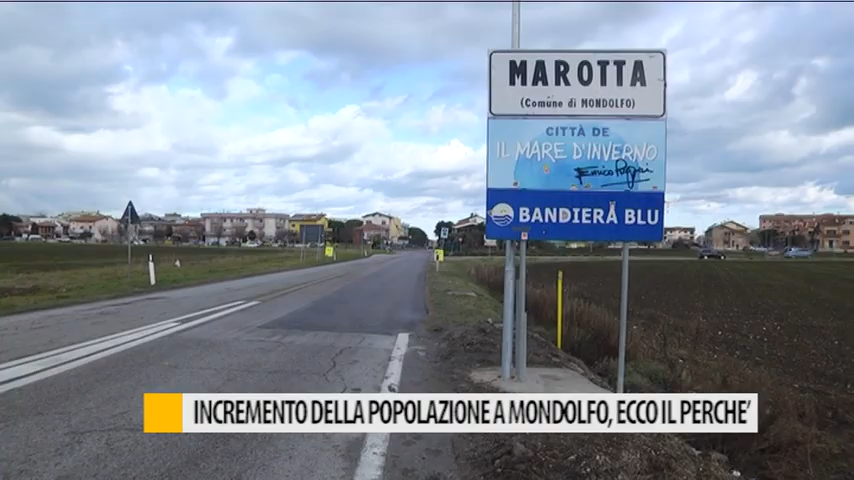 MAROTTA
(Comune di MONDOLFO)
CITTÀ DE
IL MARE D'INVERNO
BANDIERA BLU
INCREMENTO DELLA POPOLAZIONE A MONDOLFO, ECCO IL PERCHE'